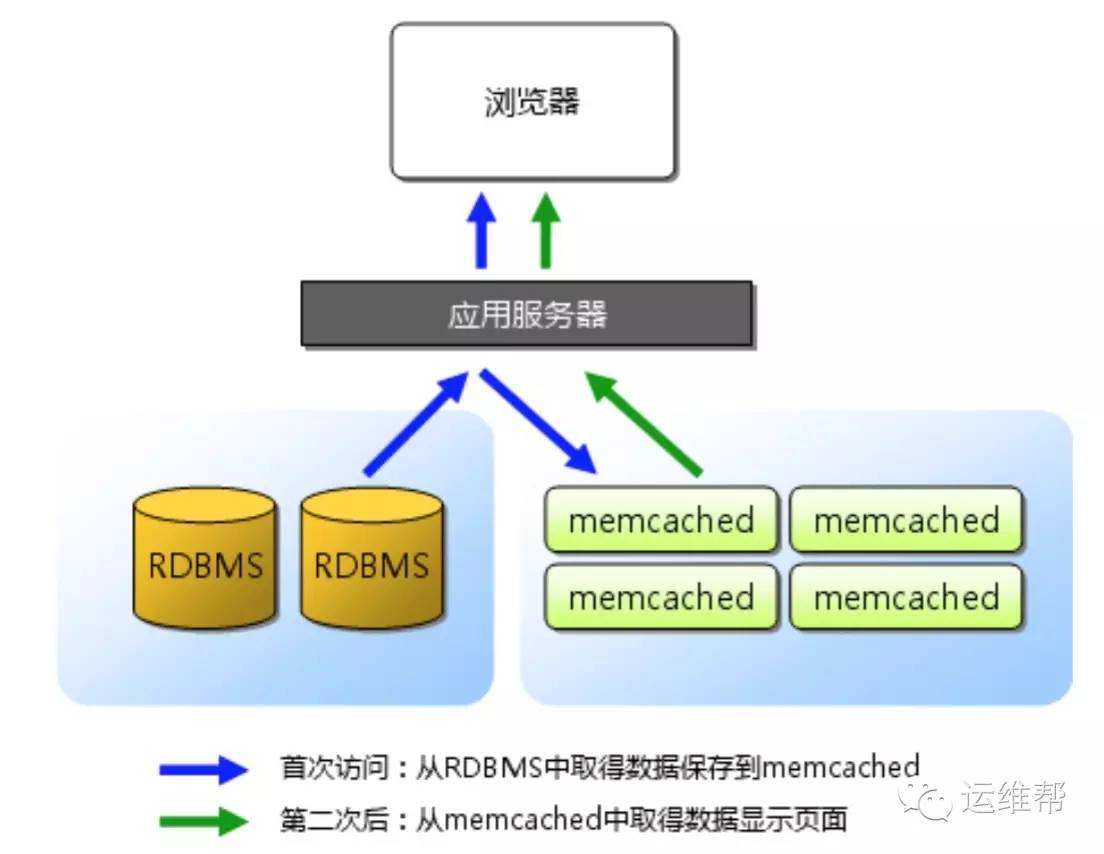 浏览器
应用服务器
RDBMS RDBMS
memcached memcached
memcached memcached
首次访问：从RDBMS中取得数据保存到memcached
第二次后：从memcached中取得数据显示页面
运维帮